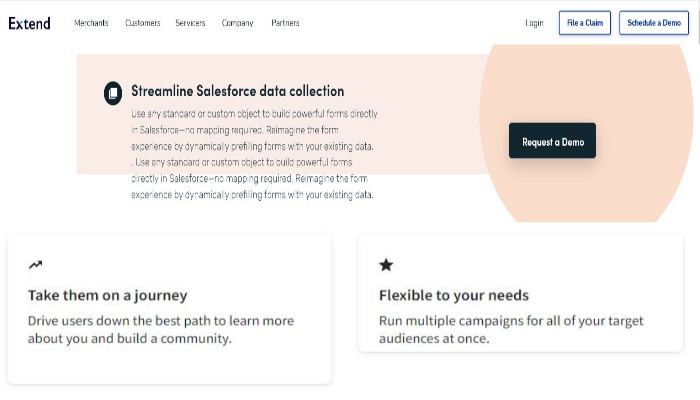 Extend
Merchants Customers Servicers Company Partners
Login File a Claim Schedule a Demo
Streamline Salesforce data collection
Use any standard or custom object to build powerful forms directly
in Salesforce—no mapping required. Reimagine the form
experience by dynamically prefilling forms with your existing data.
. Use any standard or custom object to build powerful forms
directly in Salesforce—no mapping required. Reimagine the form
experience by dynamically prefilling forms with your existing data.
Request a Demo
Take them on a journey
Drive users down the best path to learn more
about you and build a community.
Flexible to your needs
Run multiple campaigns for all of your target
audiences at once.